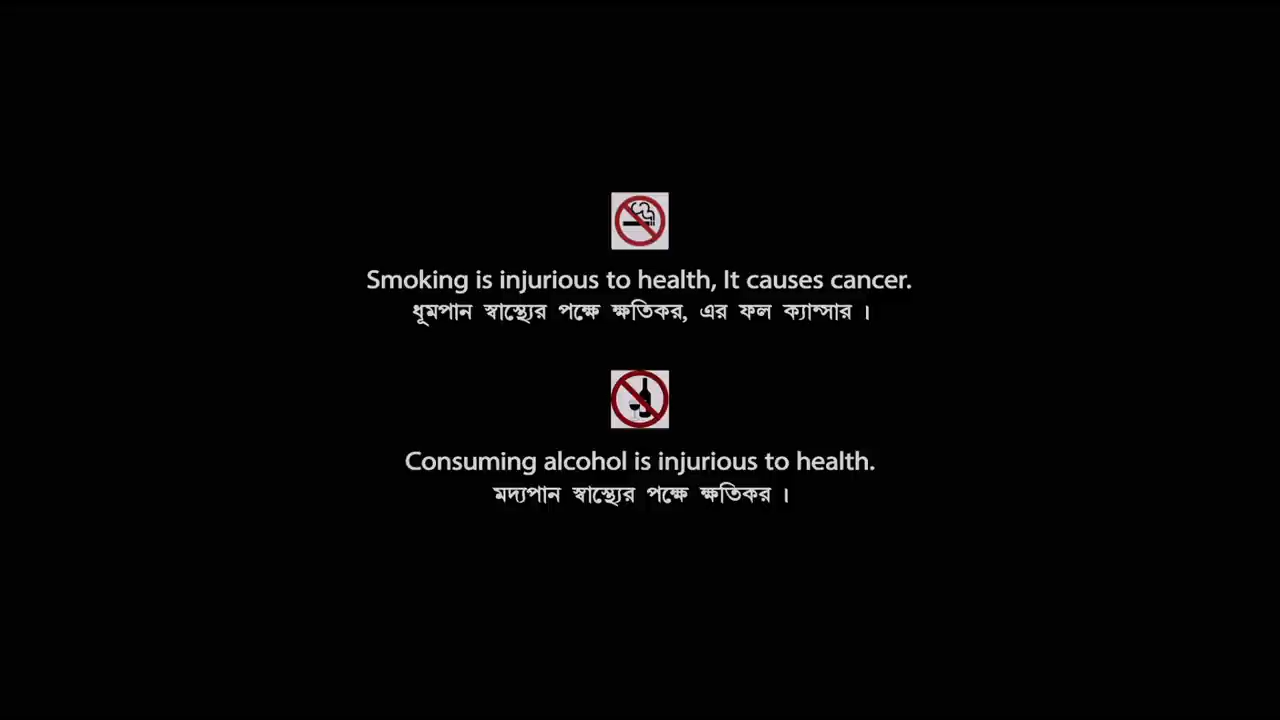 Smoking is injurious to health, It causes cancer.
ধূমপান স্বাস্থ্যের পক্ষে ক্ষতিকর, এর ফল ক্যান্সার ।
Consuming alcohol is injurious to health.
মদ্যপান স্বাস্থ্যের পক্ষে ক্ষতিকর ।